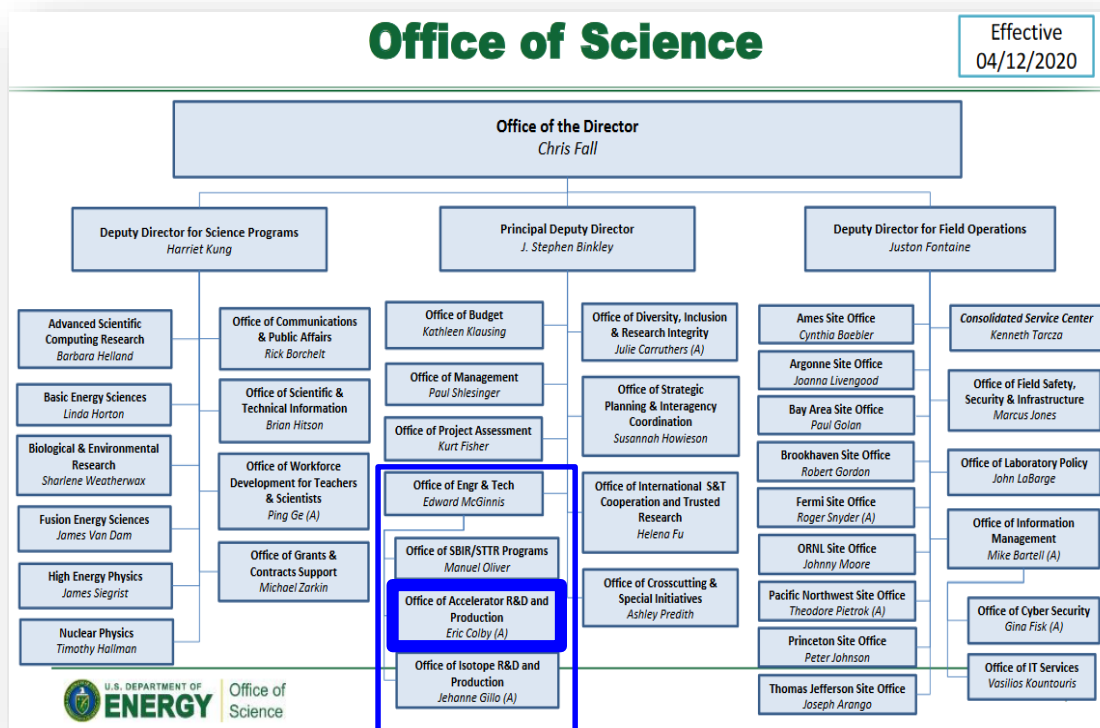 Office of Science
Effective
04/12/2020
Office of the Director
Chris Fall
Deputy Director for Science Programs
Harriet Kung
Principal Deputy Director
J. Stephen Binkley
Deputy Director for Field Operations
Juston Fontaine
Advanced Scientific
Computing Research
Barbara Helland
Basic Energy Sciences
Linda Horton
Biological & Environmental
Research
Sharlene Weatherwax
Fusion Energy Sciences
James Van Dam
High Energy Physics
James Siegrist
Nuclear Physics
Timothy Hallman
Office of Communications
& Public Affairs
Rick Borchelt
Office of Scientific &
Technical Information
Brian Hitson
Office of Workforce
Development for Teachers
& Scientists
Ping Ge (A)
Office of Grants &
Contracts Support
Michael Zarkin
Office of Budget
Kathleen Klausing
Office of Management
Paul Shlesinger
Office of Project Assessment
Kurt Fisher
Office of Engr & Tech
Edward McGinnis
Office of SBIR/STTR Programs
Manuel Oliver
Office of Accelerator R&D and
Production
Eric Colby (A)
Office of Isotope R&D and
Production
Jehanne Gillo (A)
Office of Diversity, Inclusion
& Research Integrity
Julie Carruthers (A)
Office of Strategic
Planning & Interagency
Coordination
Susannah Howieson
Office of International S&T
Cooperation and Trusted
Research
Helena Fu
Office of Crosscutting &
Special Initiatives
Ashley Predith
Ames Site Office
Cynthia Baebler
Argonne Site Office
Joanna Livengood
Bay Area Site Office
Paul Golan
Brookhaven Site Office
Robert Gordon
Fermi Site Office
Roger Snyder (A)
ORNL Site Office
Johnny Moore
Pacific Northwest Site Office
Theodore Pietrok (A)
Princeton Site Office
Peter Johnson
Thomas Jefferson Site Office
Joseph Arango
Consolidated Service Center
Kenneth Tarcza
Office of Field Safety,
Security & Infrastructure
Marcus Jones
Office of Laboratory Policy
John LaBarge
Office of Information
Management
Mike Bartell (A)
Office of Cyber Security
Gina Fisk (A)
Office of IT Services
Vasilios Kountouris
U.S. DEPARTMENT OF
ENERGY
Office of
Science